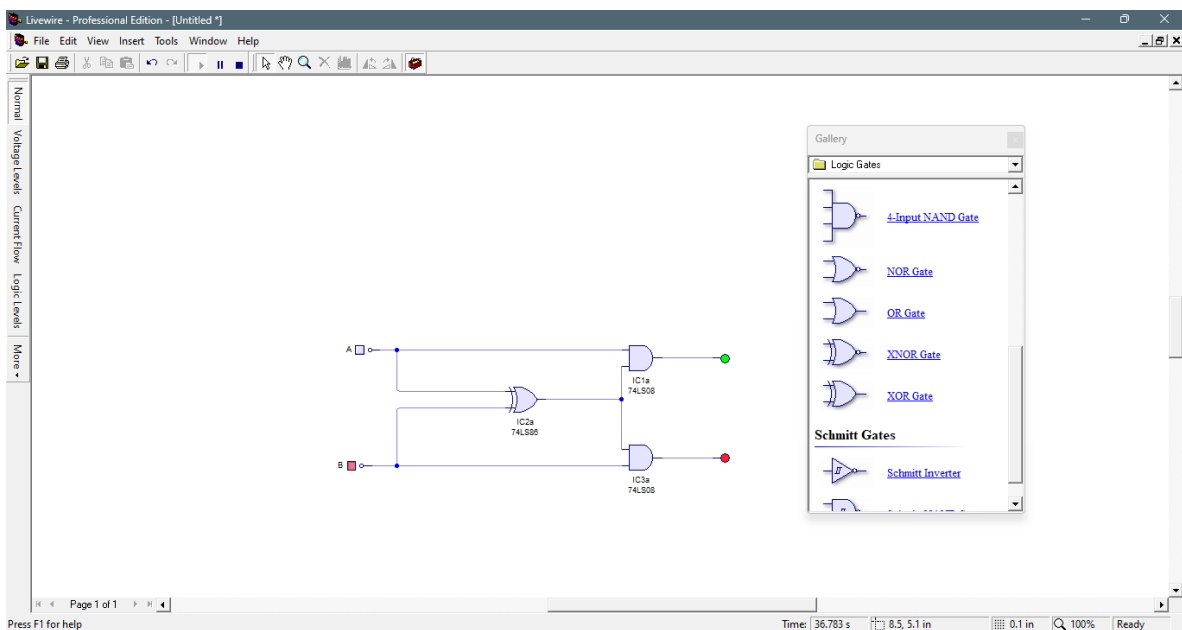 Livewire - Professional Edition - [Untitled *]
File Edit View Insert Tools Window Help
Normal
Voltage Levels
Current Flow
Logic Levels
More
Gallery
Logic Gates
4-Input NAND Gate
NOR Gate
OR Gate
XNOR Gate
XOR Gate
Schmitt Gates
Schmitt Inverter
A
IC1a
74LS08
IC2a
74LS86
B
IC3a
74LS08
Page 1 of 1
Press F1 for help
Time: 36.783 s 8.5, 5.1 in 0.1 in 100% Ready